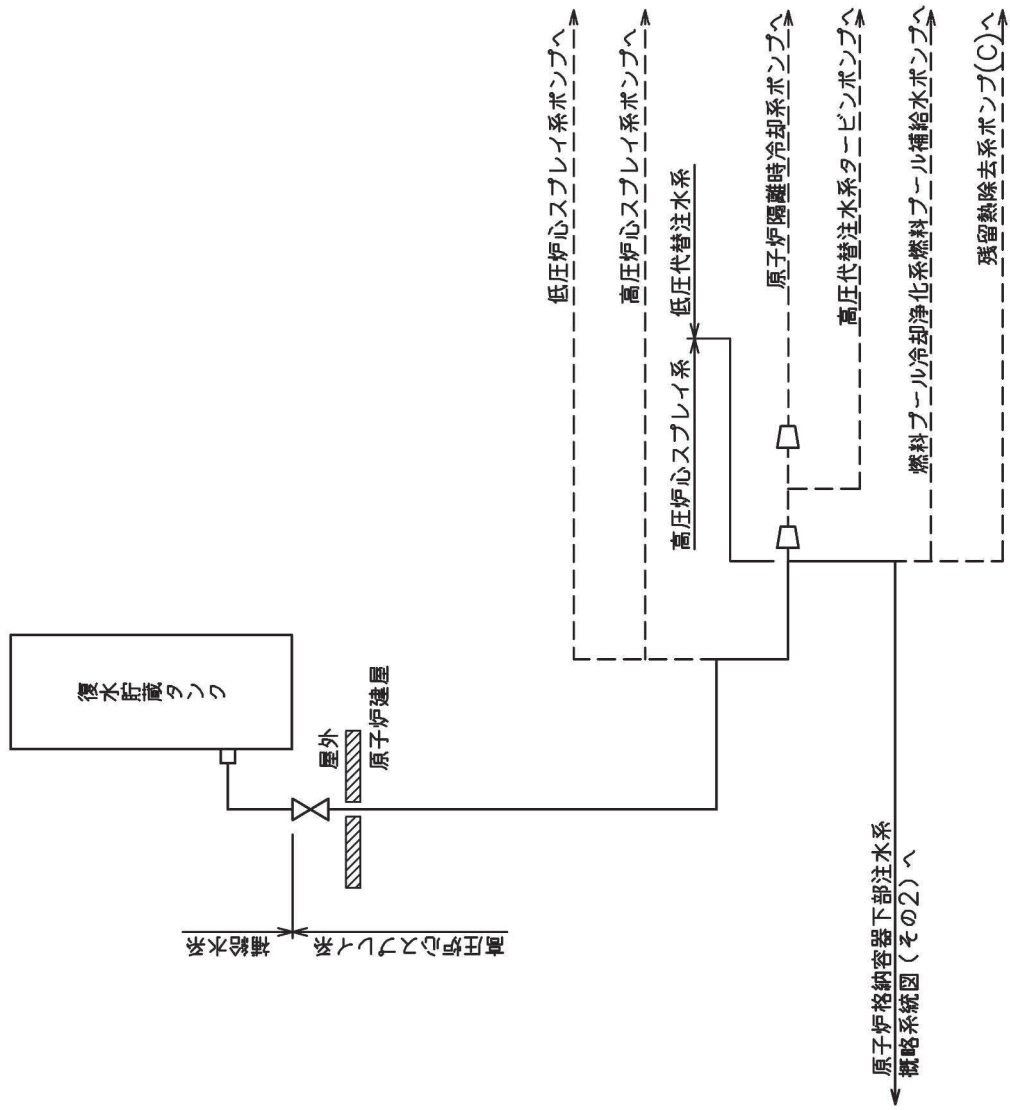 復水貯蔵タンク
屋外
原子炉建屋
補給水系
高圧炉心スプレイ系
低圧炉心スプレイ系ポンプへ
高圧炉心スプレイ系ポンプへ
高圧炉心スプレイ系
低圧代替注水系
原子炉隔離時冷却系ポンプへ
高圧代替注水系タービンポンプへ
燃料プール冷却浄化系燃料プール補給水ポンプへ
残留熱除去系ポンプ(C)へ
原子炉格納容器下部注水系
概略系統図(その2)へ